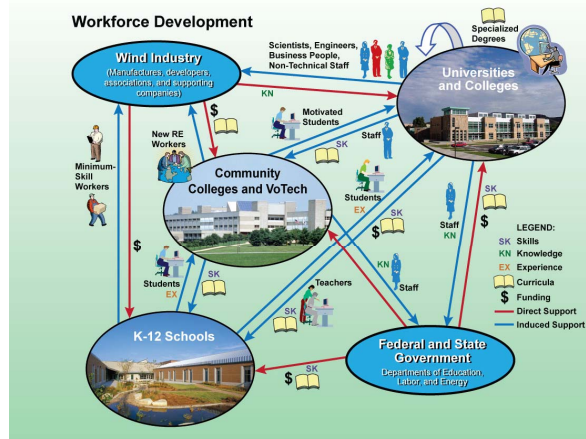 Workforce Development
Specialized
Degrees
Scientists, Engineers,
Business People,
Non-Technical Staff
Wind Industry
(Manufactures, developers,
associations, and supporting
companies)
Universities
and Colleges
KN
$
Motivated
Students
New RE
Workers
SK
Staff
Minimum-
Skill
Workers
Community
Colleges and VoTech
Students
EX
SK
$
SK
$
Staff
KN
$
KN
Staff
Students
EX
SK
Teachers
SK
LEGEND:
SK Skills
KN Knowledge
EX Experience
Curricula
$ Funding
Direct Support
Induced Support
K-12 Schools
Federal and State
Government
Departments of Education,
Labor, and Energy
$
SK